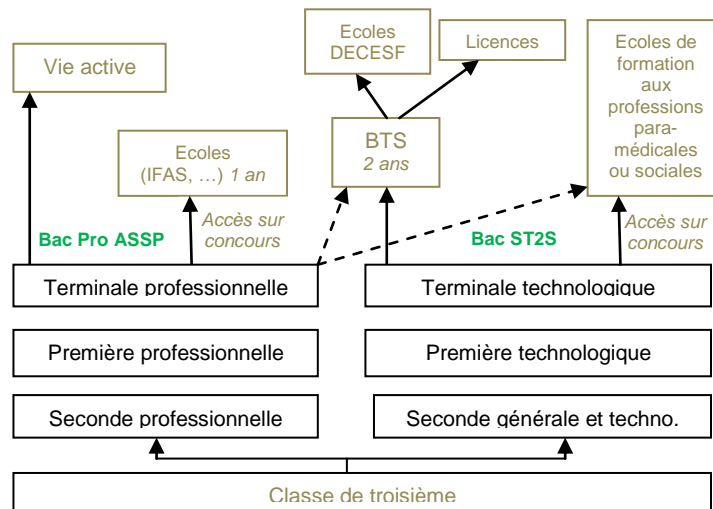 Ecoles
DECESF
Licences
Ecoles de
formation
aux
professions
para-
médicales
ou sociales
Vie active
BTS
2 ans
Ecoles
(IFAS, ...) 1 an
Accès sur
concours
Bac Pro ASSP
Bac ST2S
Accès sur
concours
Terminale professionnelle
Terminale technologique
Première professionnelle
Première technologique
Seconde professionnelle
Seconde générale et techno.
Classe de troisième